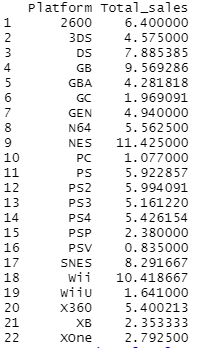 Platform Total_sales
1 2600 6.400000
2 3DS 4.575000
3 DS 7.885385
4 GB 9.569286
5 GBA 4.281818
6 GC 1.969091
7 GEN 4.940000
8 N64 5.562500
9 NES 11.425000
10 PC 1.077000
11 PS 5.922857
12 PS2 5.994091
13 PS3 5.161220
14 PS4 5.426154
15 PSP 2.380000
16 PSV 0.835000
17 SNES 8.291667
18 Wii 10.418667
19 WiiU 1.641000
20 X360 5.400213
21 XB 2.353333
22 XOne 2.792500